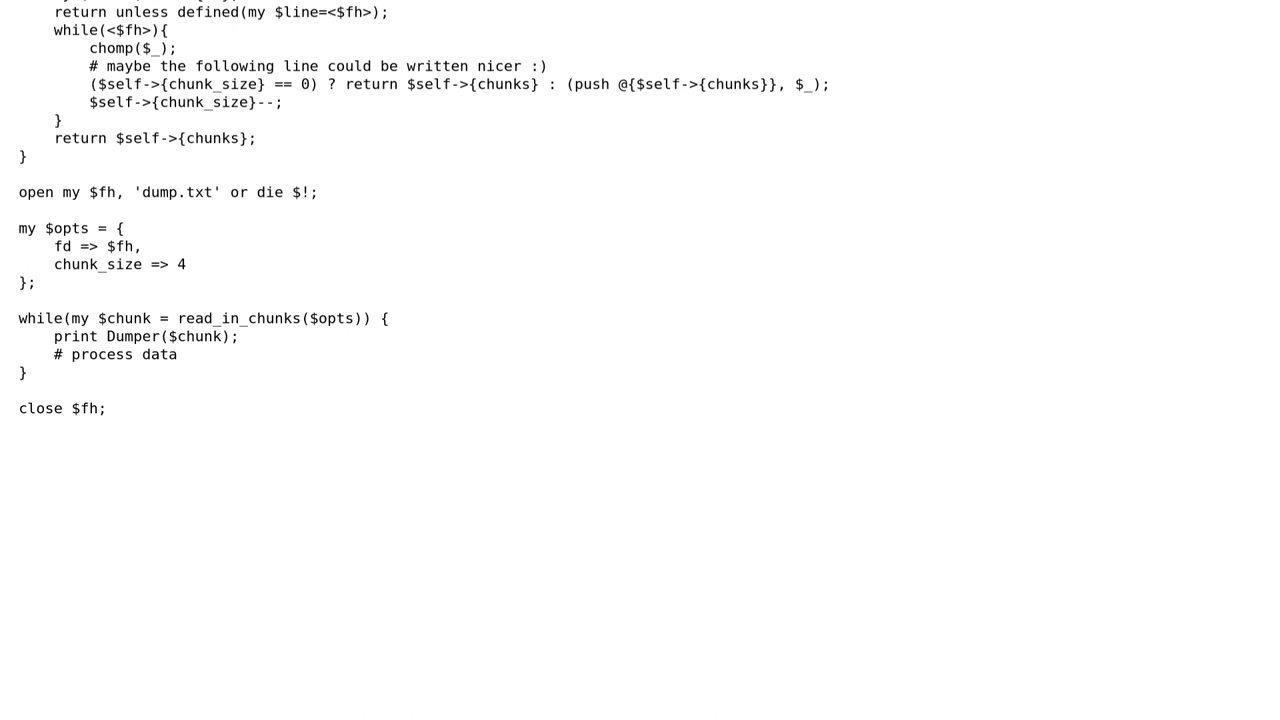 return unless defined(my $line=<$fh>);
while(<$fh>){
chomp($_);
# maybe the following line could be written nicer :)
($self->{chunk_size} == 0) ? return $self->{chunks} : (push @{$self->{chunks}}, $_);
$self->{chunk_size}--;
}
return $self->{chunks};
}
open my $fh, 'dump.txt' or die $!;
my $opts = {
fd => $fh,
chunk_size => 4
};
while(my $chunk = read_in_chunks($opts)) {
print Dumper($chunk);
# process data
}
close $fh;